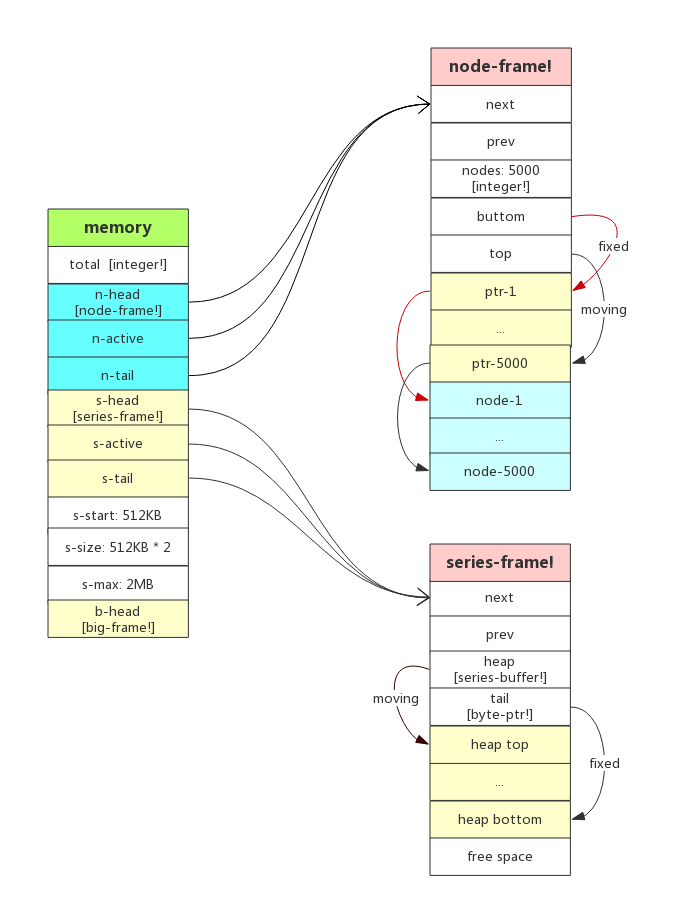 memory
total [integer!]
n-head
[node-frame!]
n-active
n-tail
s-head
[series-frame!]
s-active
s-tail
s-start: 512KB
s-size: 512KB * 2
s-max: 2MB
b-head
[big-frame!]
node-frame!
next
prev
nodes: 5000
[integer!]
buttom
top
fixed
moving
ptr-1
...
ptr-5000
node-1
...
node-5000
series-frame!
next
prev
heap
[series-buffer!]
tail
[byte-ptr!]
moving
fixed
heap top
...
heap bottom
free space